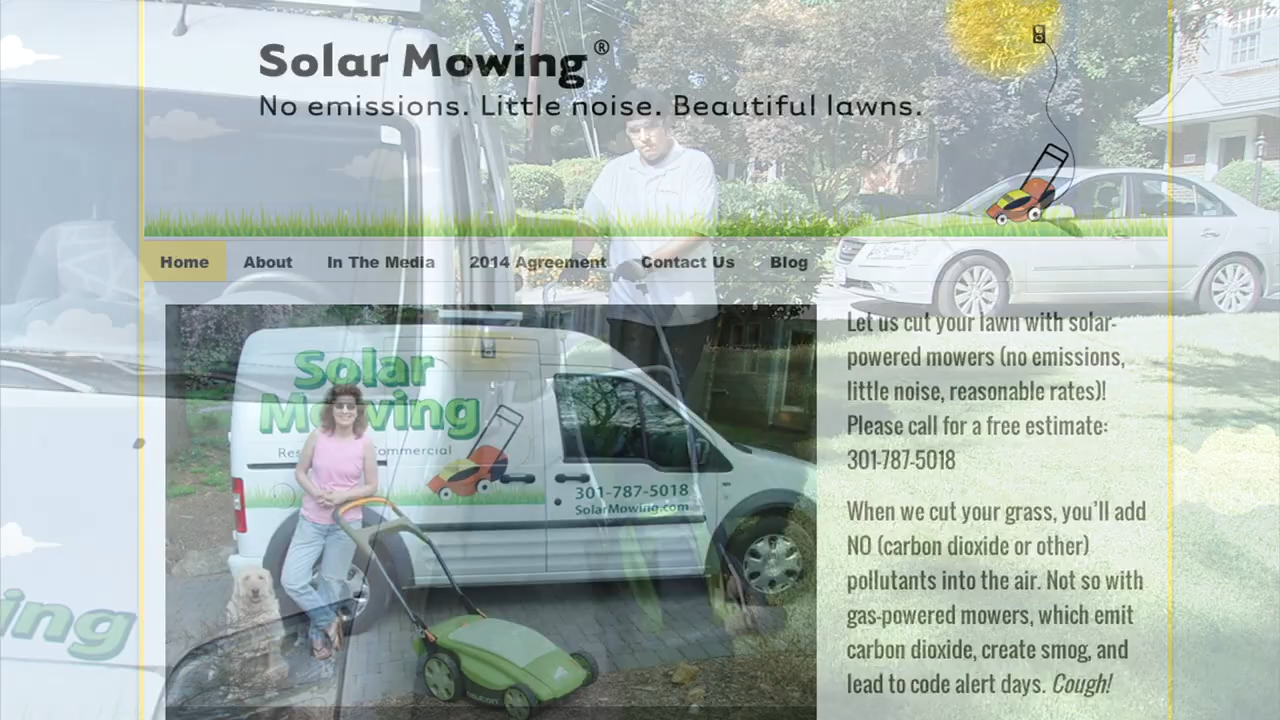 Solar Mowing®
No emissions. Little noise. Beautiful lawns.
Home About In The Media 2014 Agreement Contact Us Blog
Let us cut your lawn with solar-
powered mowers (no emissions,
little noise, reasonable rates)!
Please call for a free estimate:
301-787-5018
When we cut your grass, you'll add
NO (carbon dioxide or other)
pollutants into the air. Not so with
gas-powered mowers, which emit
carbon dioxide, create smog, and
lead to code alert days. Cough!
Solar
Mowing
Commercial
301-787-5018
SolarMowing.com
ing